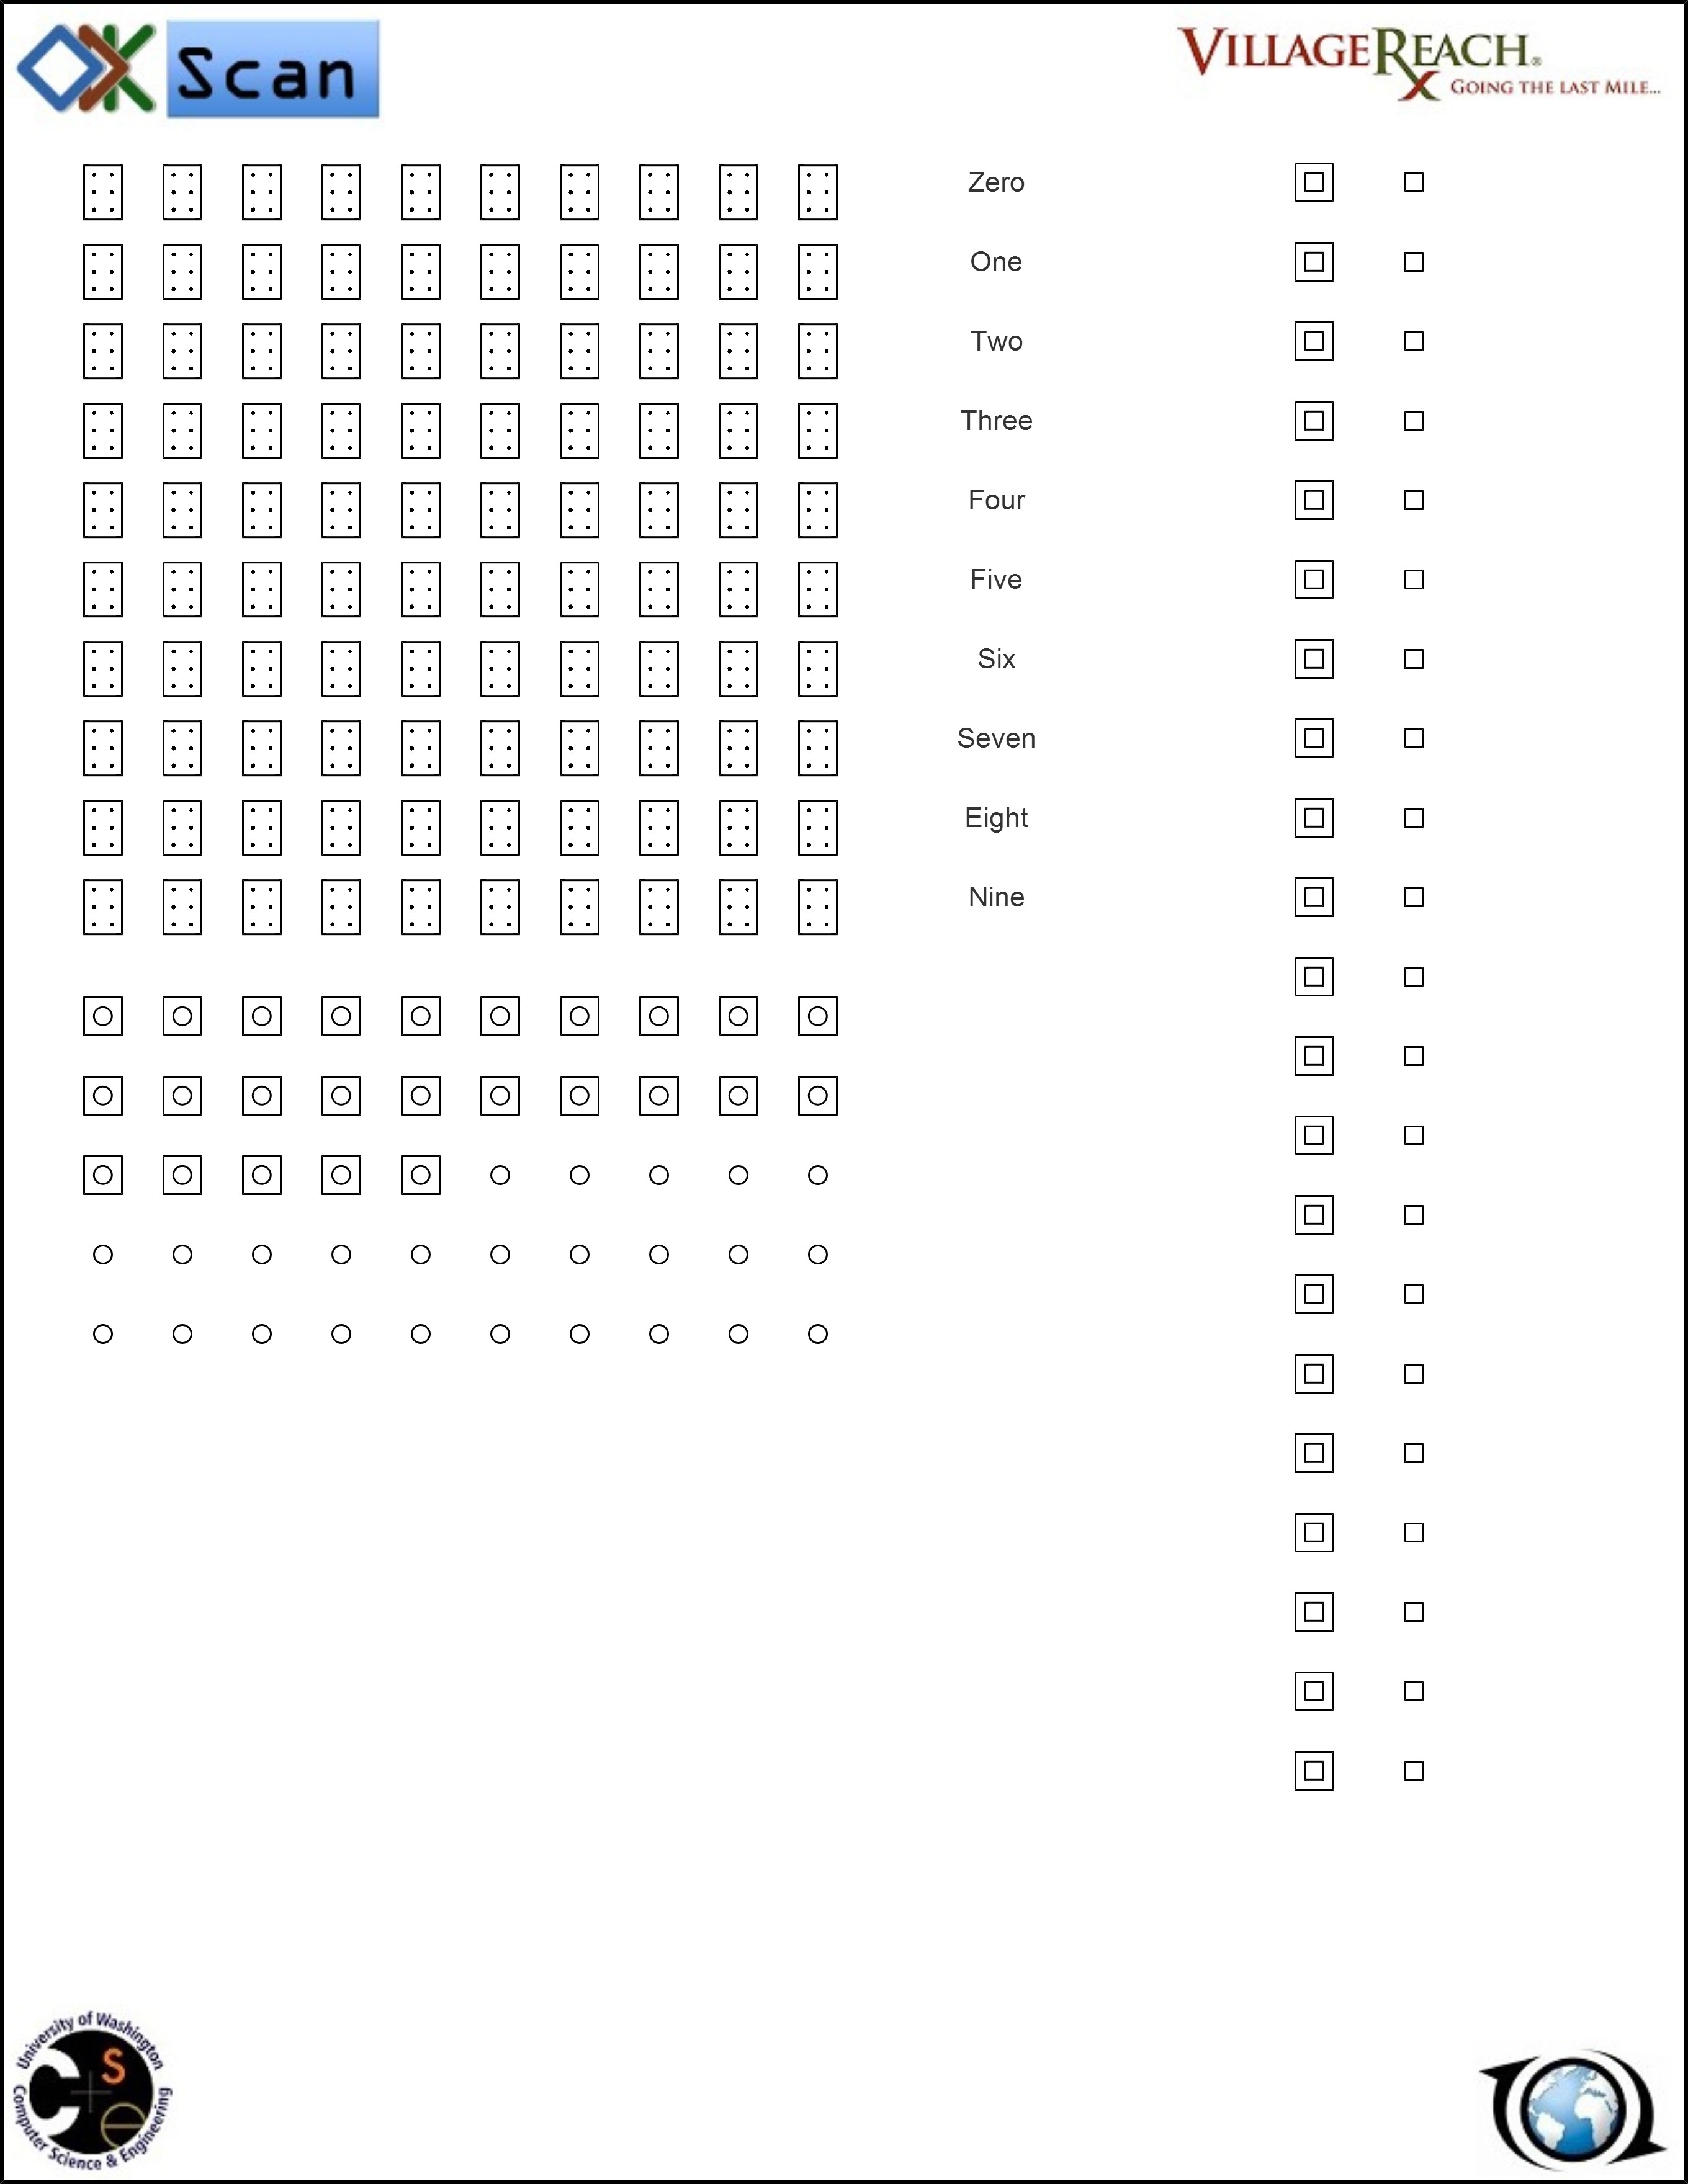 Scan
VILLAGEREACH®
GOING THE LAST MILE...
Zero
One
Two
Three
Four
Five
Six
Seven
Eight
Nine
University of Washington
Computer Science & Engineering
c s e